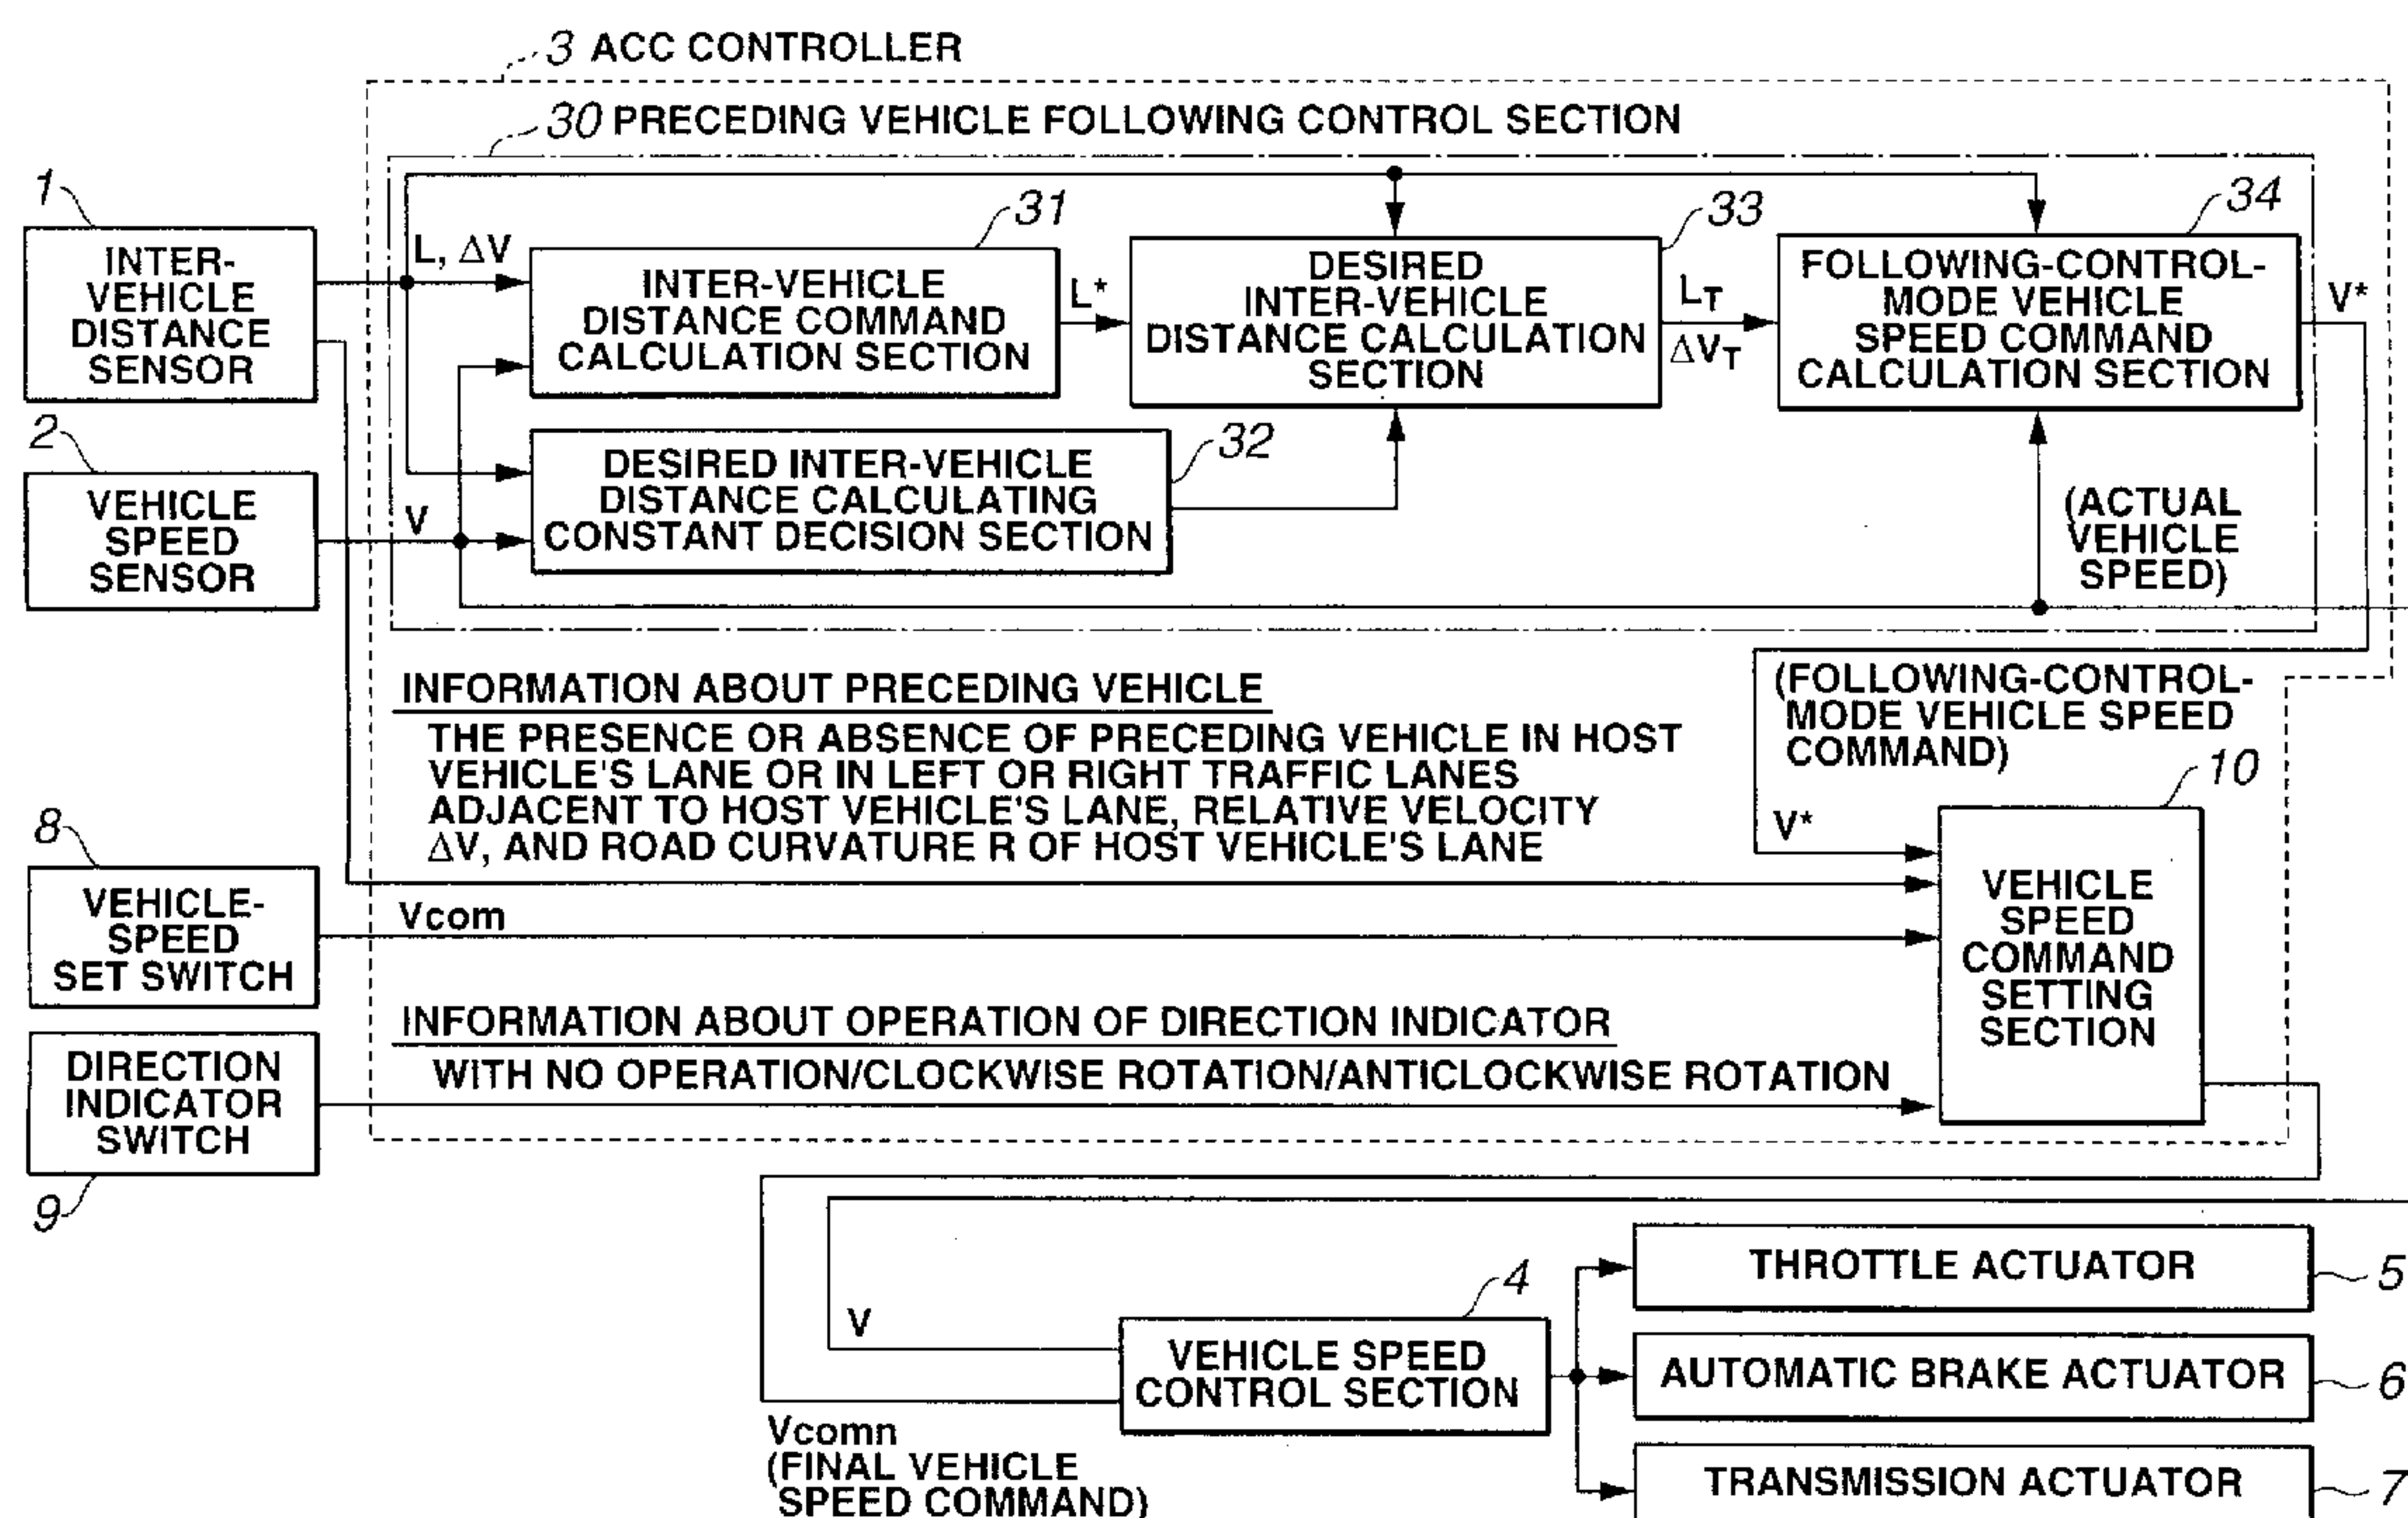 3 ACC CONTROLLER
30 PRECEDING VEHICLE FOLLOWING CONTROL SECTION
1
INTER-
VEHICLE
DISTANCE
SENSOR
L, ΔV
31
INTER-VEHICLE
DISTANCE COMMAND
CALCULATION SECTION
L*
33
DESIRED
INTER-VEHICLE
DISTANCE CALCULATION
SECTION
LT
ΔVT
34
FOLLOWING-CONTROL-
MODE VEHICLE
SPEED COMMAND
CALCULATION SECTION
V*
2
VEHICLE
SPEED
SENSOR
V
32
DESIRED INTER-VEHICLE
DISTANCE CALCULATING
CONSTANT DECISION SECTION
(ACTUAL
VEHICLE
SPEED)
INFORMATION ABOUT PRECEDING VEHICLE
THE PRESENCE OR ABSENCE OF PRECEDING VEHICLE IN HOST
VEHICLE'S LANE OR IN LEFT OR RIGHT TRAFFIC LANES
ADJACENT TO HOST VEHICLE'S LANE, RELATIVE VELOCITY
ΔV, AND ROAD CURVATURE R OF HOST VEHICLE'S LANE
(FOLLOWING-CONTROL-
MODE VEHICLE SPEED
COMMAND)
V*
10
VEHICLE
SPEED
COMMAND
SETTING
SECTION
8
VEHICLE-
SPEED
SET SWITCH
Vcom
INFORMATION ABOUT OPERATION OF DIRECTION INDICATOR
WITH NO OPERATION/CLOCKWISE ROTATION/ANTICLOCKWISE ROTATION
DIRECTION
INDICATOR
SWITCH
9
V
4
VEHICLE SPEED
CONTROL SECTION
Vcomn
(FINAL VEHICLE
SPEED COMMAND)
THROTTLE ACTUATOR
5
AUTOMATIC BRAKE ACTUATOR
6
TRANSMISSION ACTUATOR
7